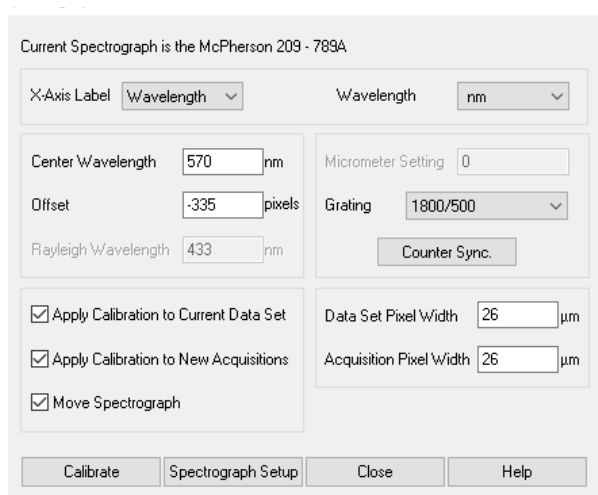 Current Spectrograph is the McPherson 209 - 789A
X-Axis Label Wavelength Wavelength nm
Center Wavelength 570 nm
Offset -335 pixels
Rayleigh Wavelength 433 nm
Micrometer Setting 0
Grating 1800/500
Counter Sync.
Apply Calibration to Current Data Set
Apply Calibration to New Acquisitions
Move Spectrograph
Data Set Pixel Width 26 µm
Acquisition Pixel Width 26 µm
Calibrate Spectrograph Setup Close Help